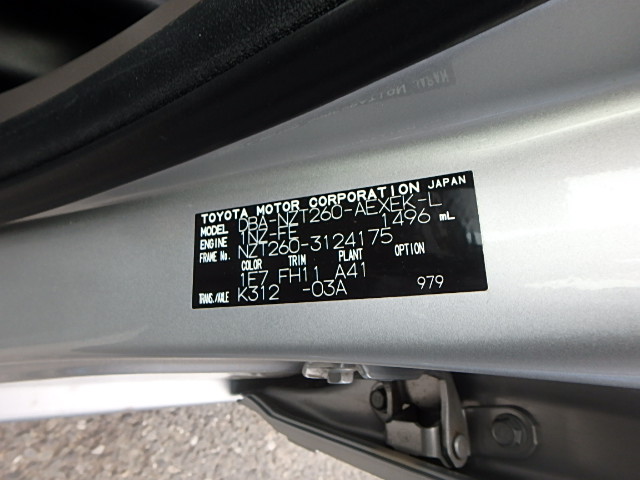 TOYOTA MOTOR CORPORATION JAPAN
MODEL DBA-NZT260-AEXEK-L
ENGINE 1NZ-FE 1496 mL
FRAME No. NZT260-3124175
COLOR TRIM PLANT OPTION
1E7 FH11 A41
TRANS./AXLE K312 -03A 979